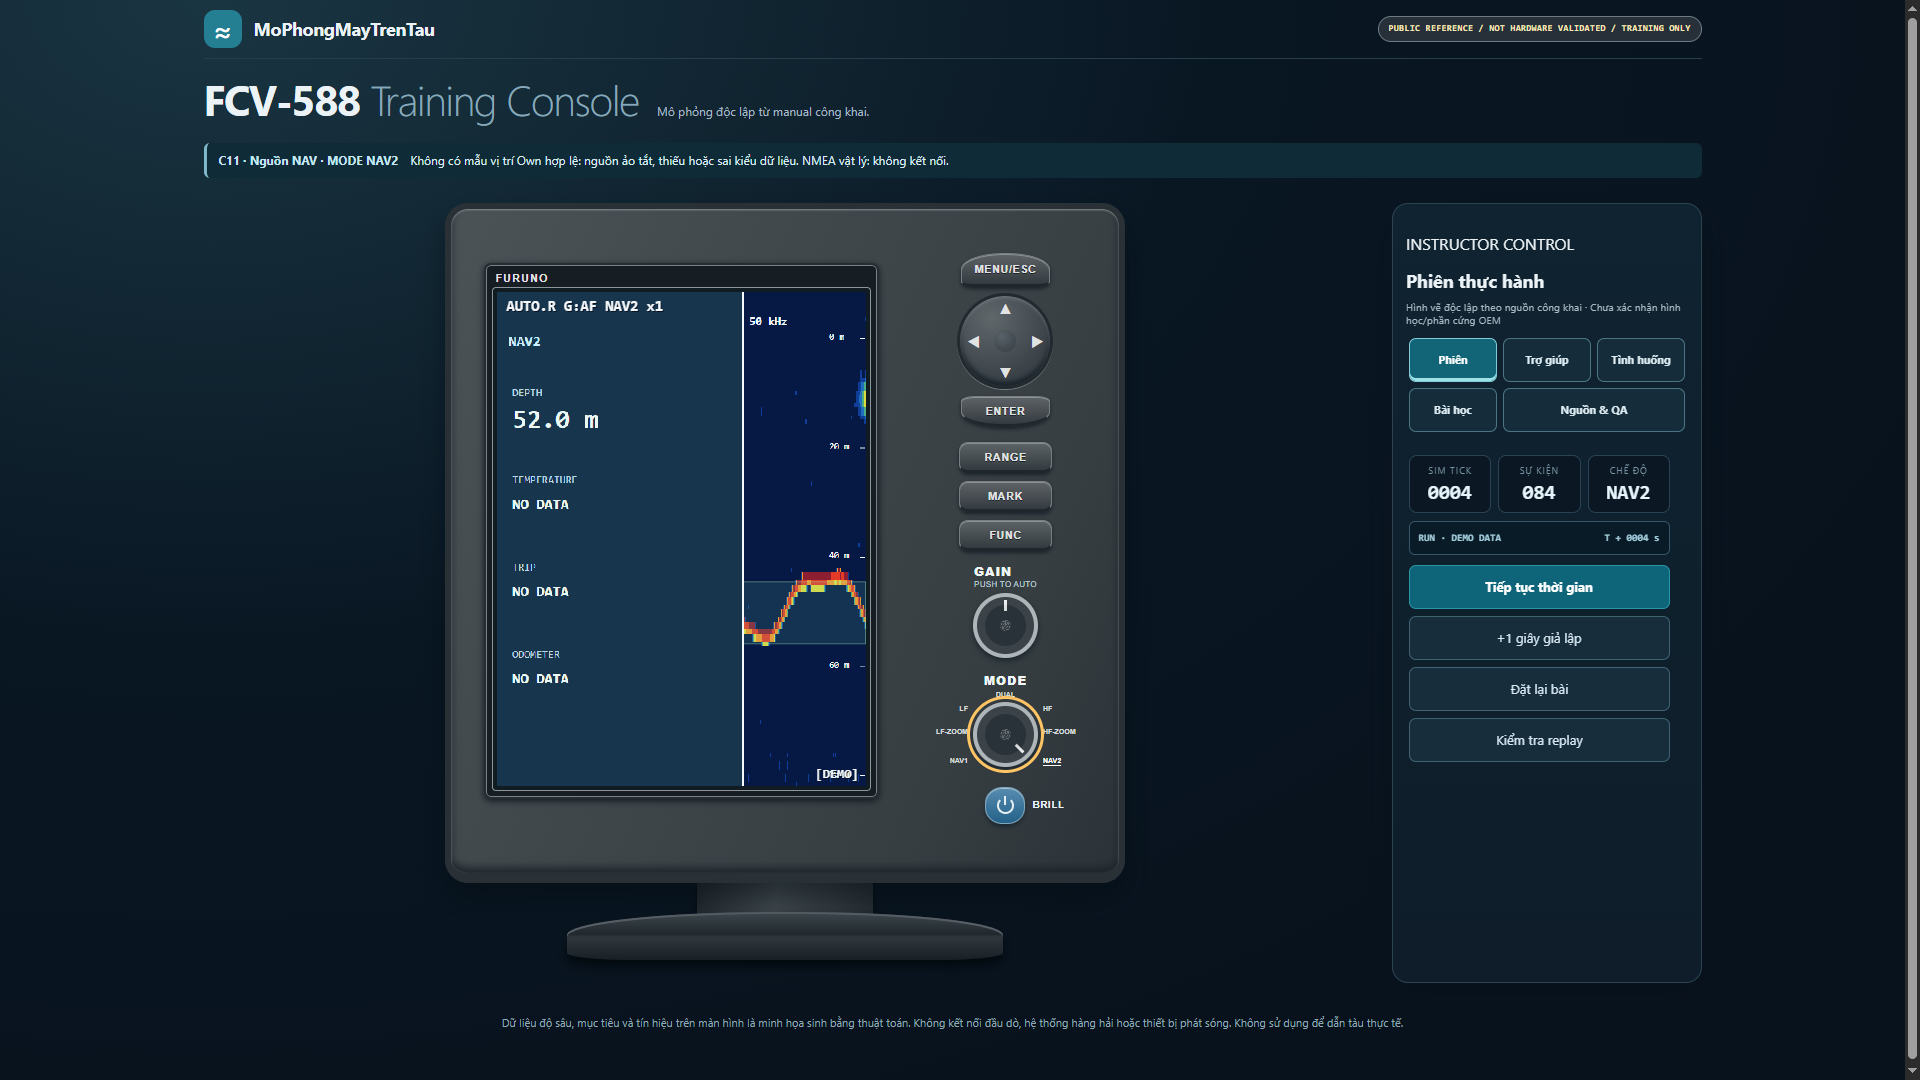 ≈ MoPhongMayTrenTau
PUBLIC REFERENCE / NOT HARDWARE VALIDATED / TRAINING ONLY
FCV-588 Training Console Mô phỏng độc lập từ manual công khai.
C11 · Nguồn NAV · MODE NAV2 Không có mẫu vị trí Own hợp lệ: nguồn ảo tắt, thiếu hoặc sai kiểu dữ liệu. NMEA vật lý: không kết nối.
FURUNO
AUTO.R G:AF NAV2 x1
NAV2
DEPTH
52.0 m
TEMPERATURE
NO DATA
TRIP
NO DATA
ODOMETER
NO DATA
50 kHz
0 m
20 m
40 m
60 m
[DEMO]
MENU/ESC
▲
◀ ▶
▼
ENTER
RANGE
MARK
FUNC
GAIN
PUSH TO AUTO
MODE
DUAL
LF HF
LF-ZOOM HF-ZOOM
NAV1 NAV2
BRILL
INSTRUCTOR CONTROL
Phiên thực hành
Hình vẽ độc lập theo nguồn công khai · Chưa xác nhận hình
học/phần cứng OEM
Phiên Trợ giúp Tình huống
Bài học Nguồn & QA
SIM TICK SỰ KIỆN CHẾ ĐỘ
0004 084 NAV2
RUN · DEMO DATA T + 0004 s
Tiếp tục thời gian
+1 giây giả lập
Đặt lại bài
Kiểm tra replay
Dữ liệu độ sâu, mục tiêu và tín hiệu trên màn hình là minh họa sinh bằng thuật toán. Không kết nối đầu dò, hệ thống hàng hải hoặc thiết bị phát sóng. Không sử dụng để dẫn tàu thực tế.